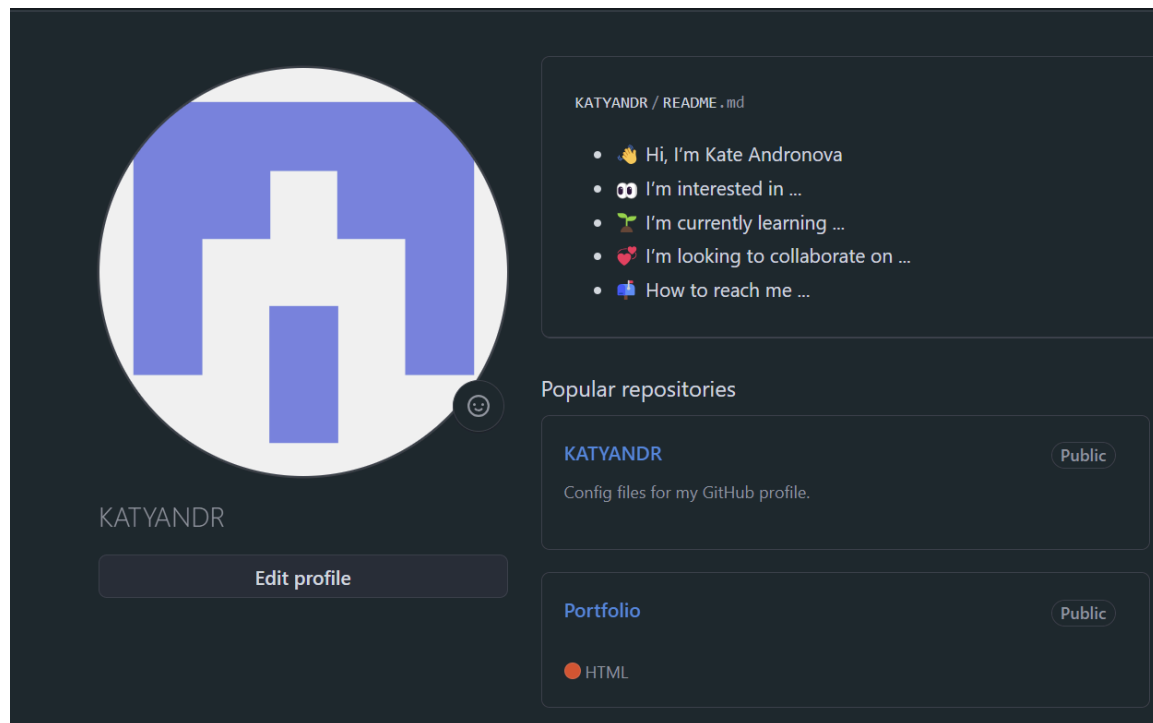 KATYANDR / README.md
👋 Hi, I'm Kate Andronova
👀 I'm interested in ...
🌱 I'm currently learning ...
💞️ I'm looking to collaborate on ...
📫 How to reach me ...
KATYANDR
Edit profile
Popular repositories
KATYANDR Public
Config files for my GitHub profile.
Portfolio Public
HTML